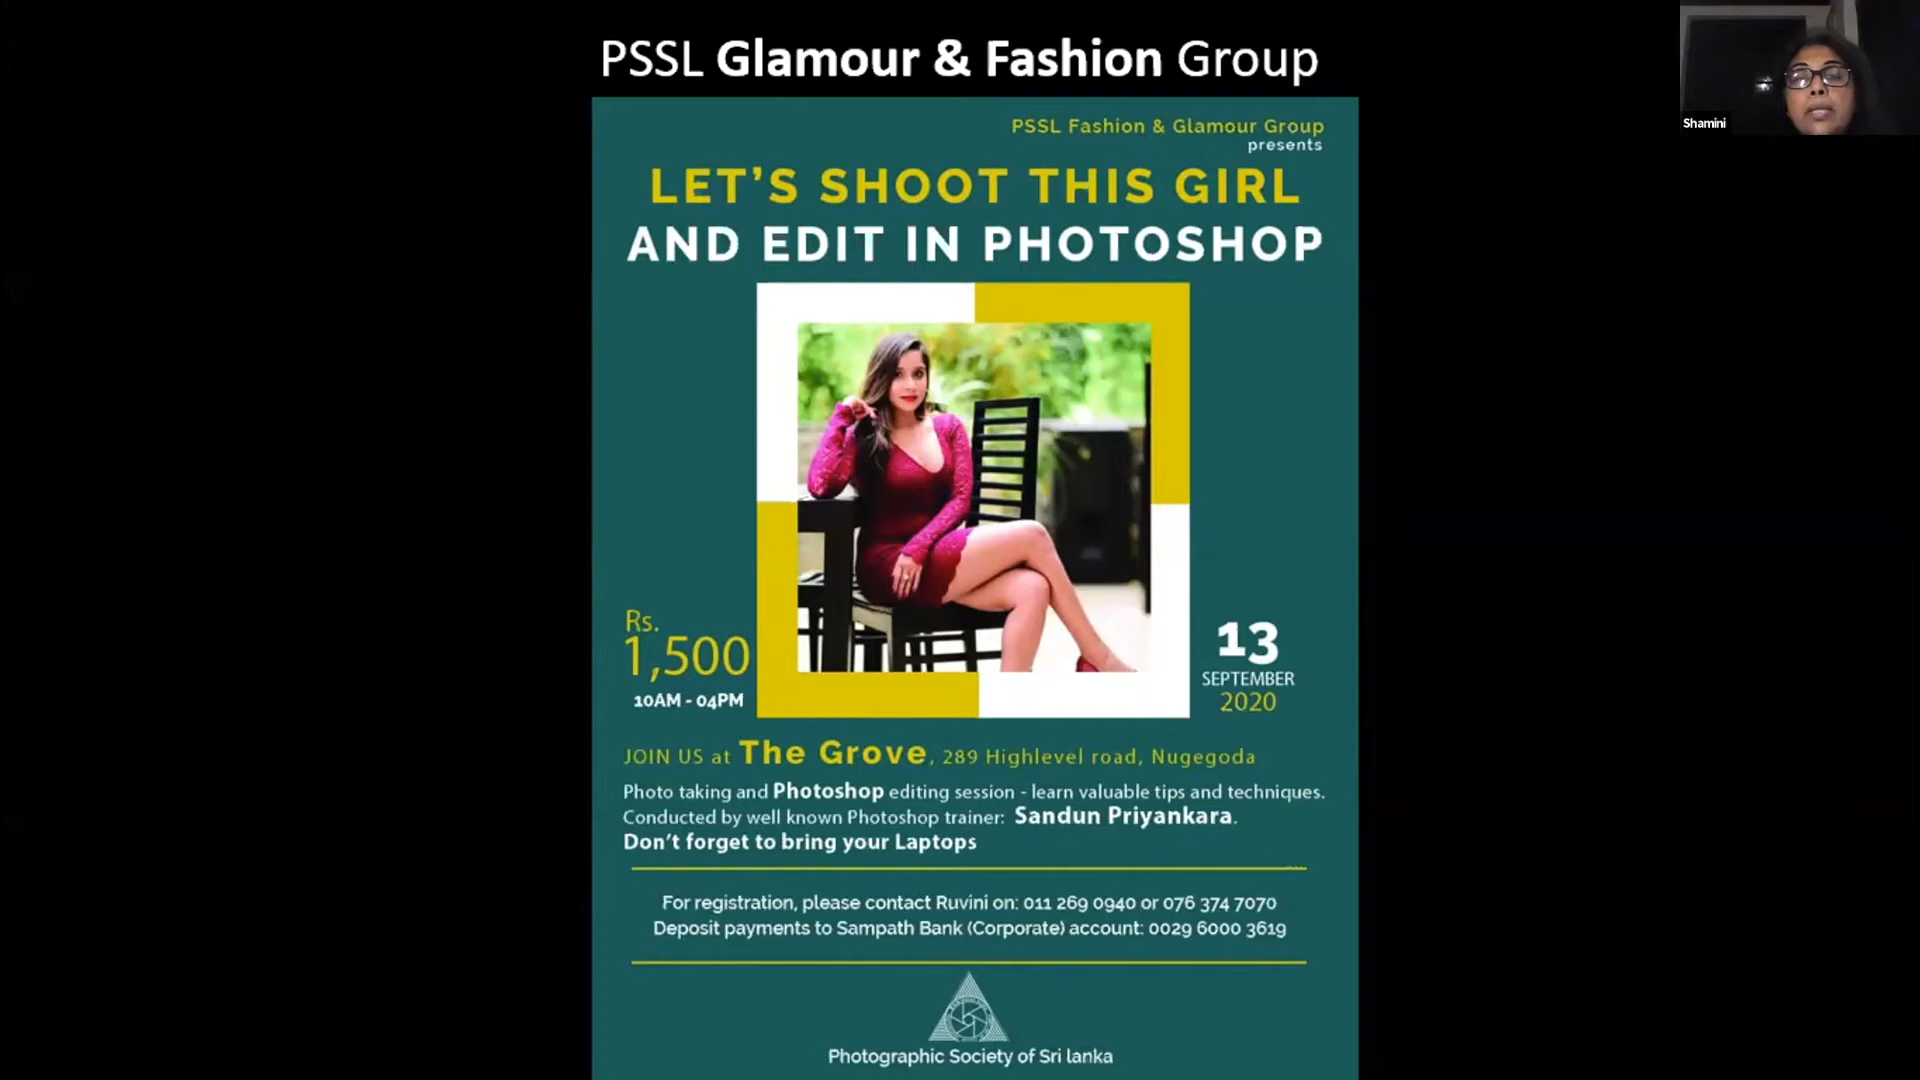 PSSL Glamour & Fashion Group
Shamini
PSSL Fashion & Glamour Group
presents
LET'S SHOOT THIS GIRL
AND EDIT IN PHOTOSHOP
Rs.
1,500
10AM - 04PM
13
SEPTEMBER
2020
JOIN US at The Grove, 289 Highlevel road, Nugegoda
Photo taking and Photoshop editing session - learn valuable tips and techniques.
Conducted by well known Photoshop trainer: Sandun Priyankara.
Don't forget to bring your Laptops
For registration, please contact Ruvini on: 011 269 0940 or 076 374 7070
Deposit payments to Sampath Bank (Corporate) account: 0029 6000 3619
Photographic Society of Sri lanka